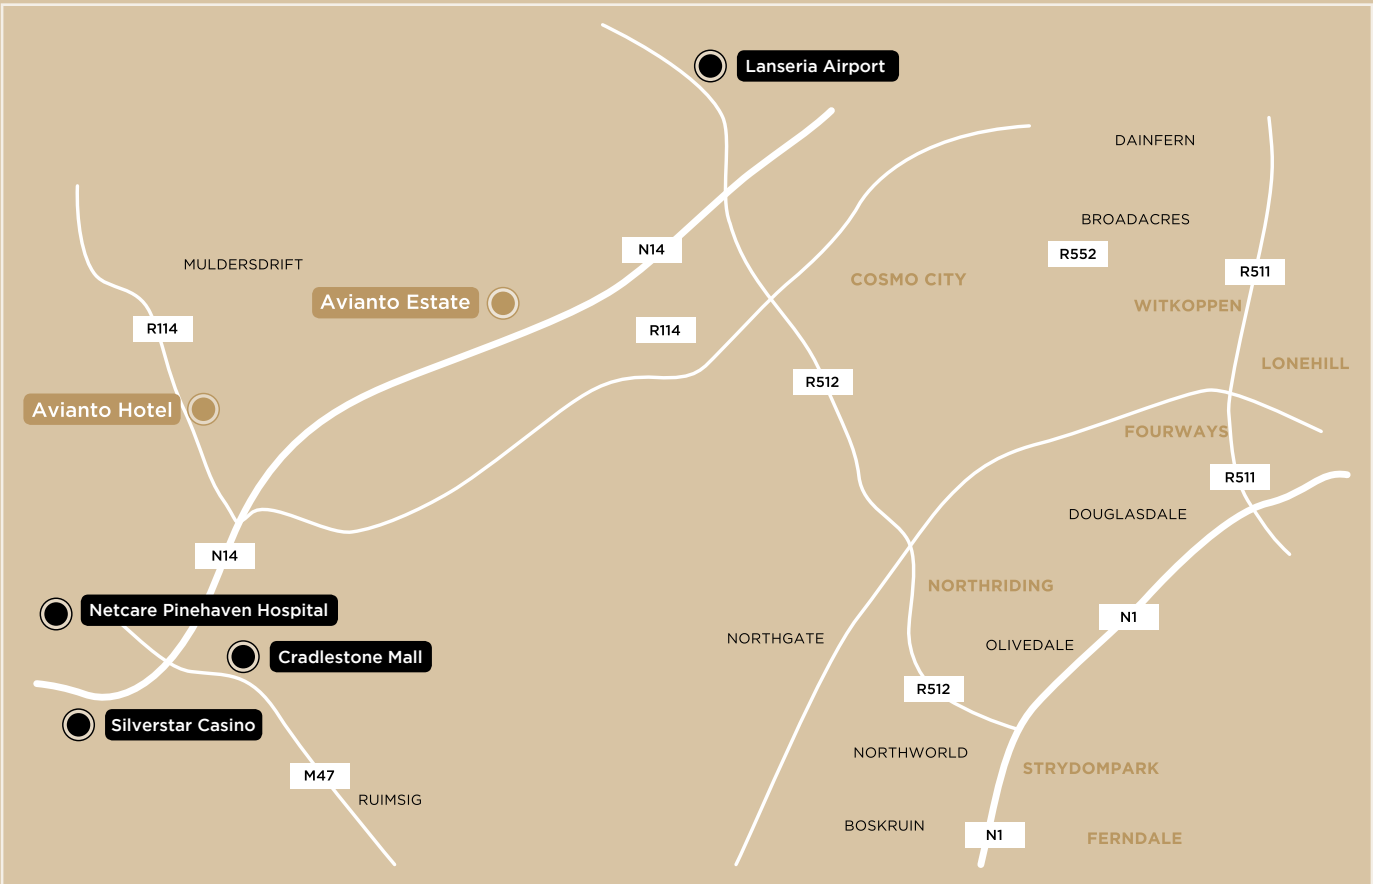 Lanseria Airport
DAINFERN
BROADACRES
N14
R552
MULDERSDRIFT
R511
COSMO CITY
Avianto Estate
WITKOPPEN
R114
R114
LONEHILL
R512
Avianto Hotel
FOURWAYS
R511
DOUGLASDALE
N14
NORTHRIDING
Netcare Pinehaven Hospital
N1
NORTHGATE
OLIVEDALE
Cradlestone Mall
R512
Silverstar Casino
NORTHWORLD
STRYDOMPARK
M47
RUIMSIG
BOSKRUIN
N1
FERNDALE